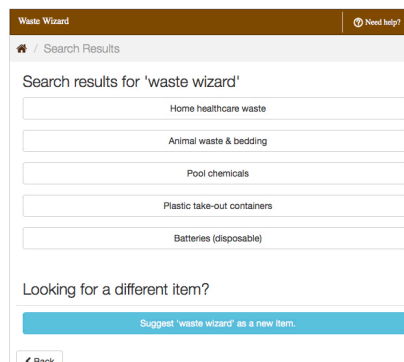 Waste Wizard
Need help?
/ Search Results
Search results for 'waste wizard'
Home healthcare waste
Animal waste & bedding
Pool chemicals
Plastic take-out containers
Batteries (disposable)
Looking for a different item?
Suggest 'waste wizard' as a new item.
Back